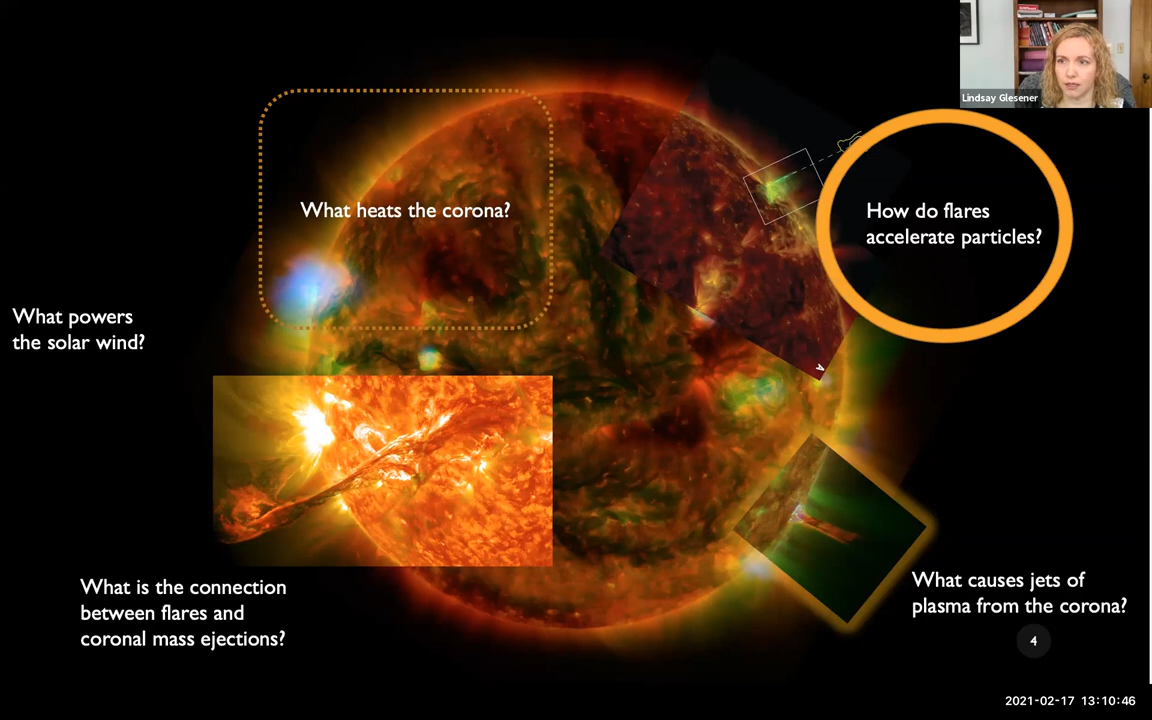 Lindsay Glesener
What heats the corona?
How do flares
accelerate particles?
What powers
the solar wind?
A
What is the connection
between flares and
coronal mass ejections?
What causes jets of
plasma from the corona?
4
2021-02-17 13:10:46